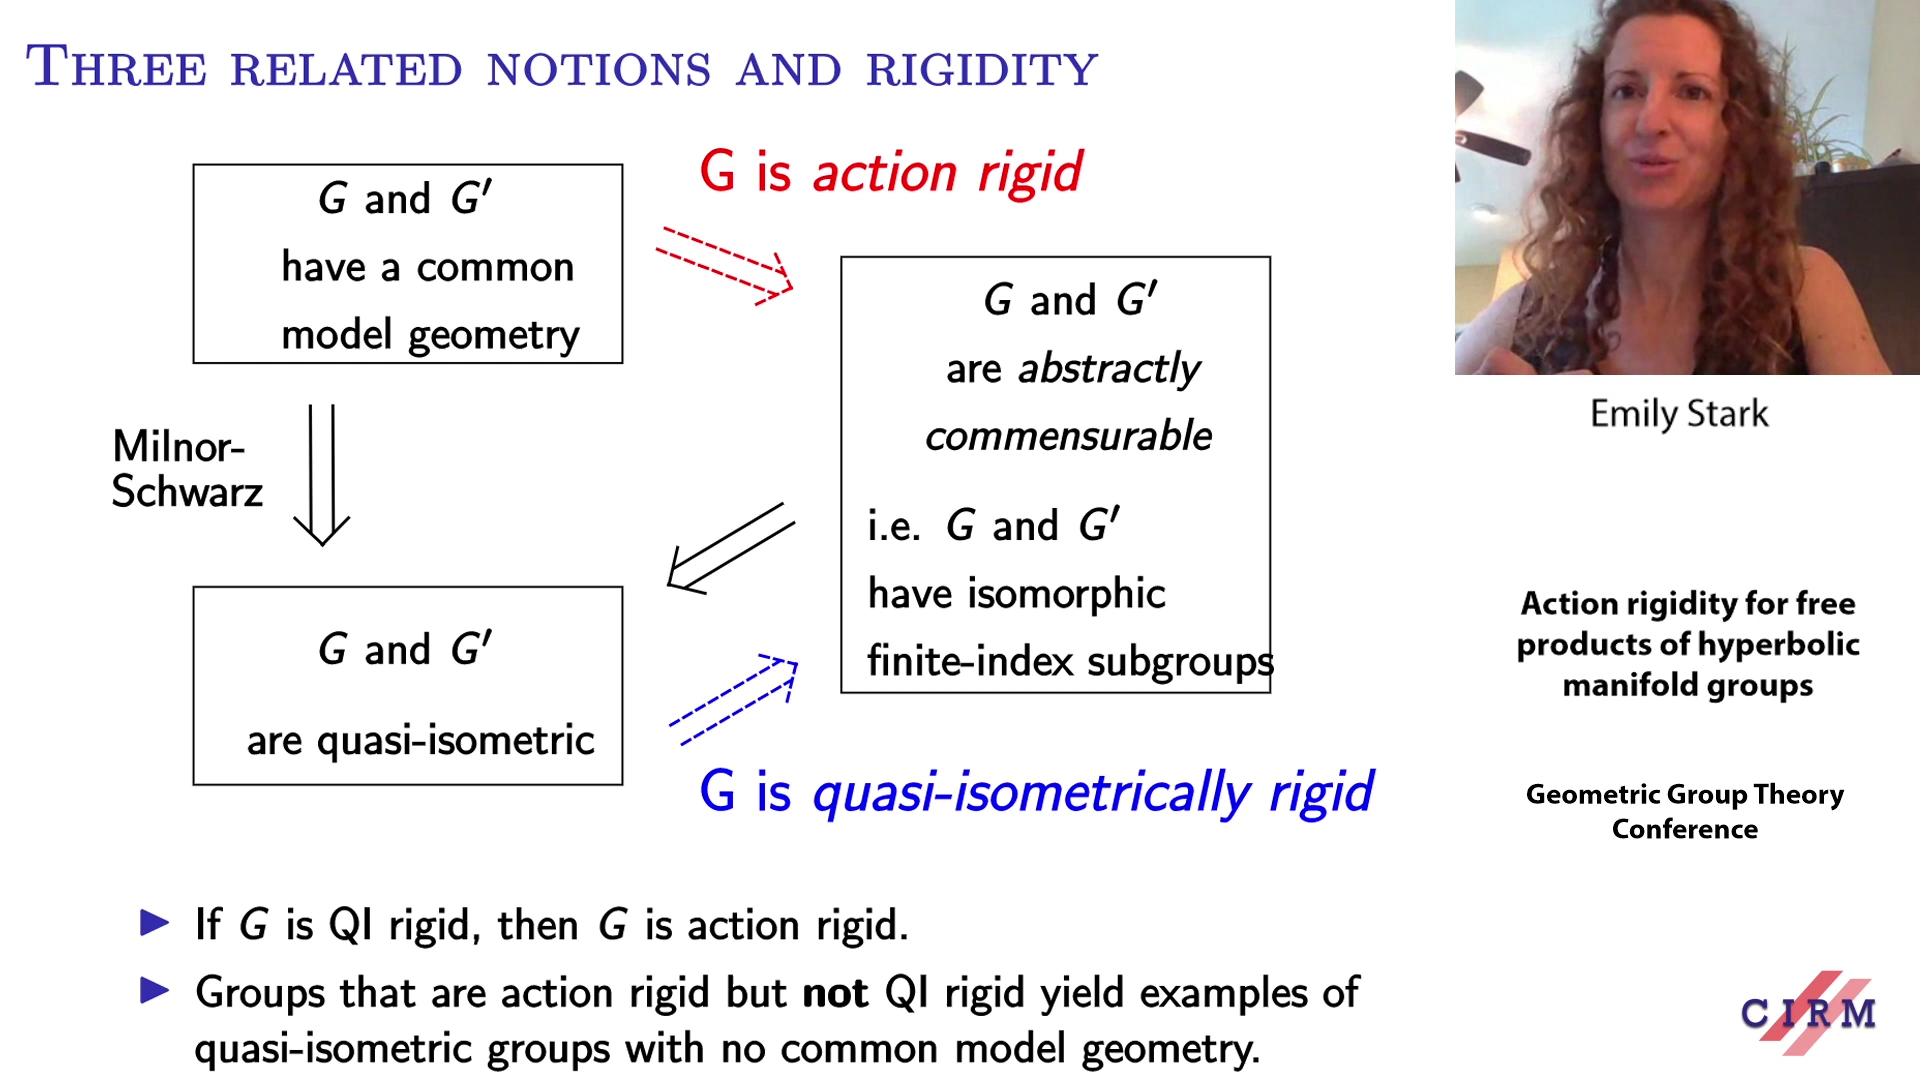 THREE RELATED NOTIONS AND RIGIDITY
G and G′
have a common
model geometry
G is action rigid
Milnor-
Schwarz
G and G′
are abstractly
commensurable
i.e. G and G′
have isomorphic
finite-index subgroups
G and G′
are quasi-isometric
G is quasi-isometrically rigid
▶ If G is QI rigid, then G is action rigid.
▶ Groups that are action rigid but not QI rigid yield examples of
quasi-isometric groups with no common model geometry.
Emily Stark
Action rigidity for free
products of hyperbolic
manifold groups
Geometric Group Theory
Conference
CIRM